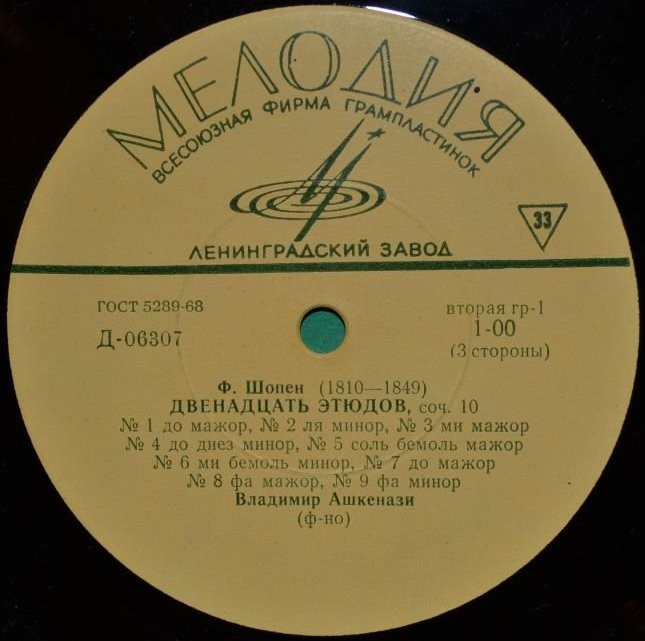 МЕЛОДИЯ
ВСЕСОЮЗНАЯ ФИРМА ГРАМПЛАСТИНОК
33
ЛЕНИНГРАДСКИЙ ЗАВОД
ГОСТ 5289-68
Д-06307
вторая гр-1
1-00
(3 стороны)
Ф. Шопен (1810—1849)
ДВЕНАДЦАТЬ ЭТЮДОВ, соч. 10
№ 1 до мажор, № 2 ля минор, № 3 ми мажор
№ 4 до диез минор, № 5 соль бемоль мажор
№ 6 ми бемоль минор, № 7 до мажор
№ 8 фа мажор, № 9 фа минор
Владимир Ашкенази
(ф-но)